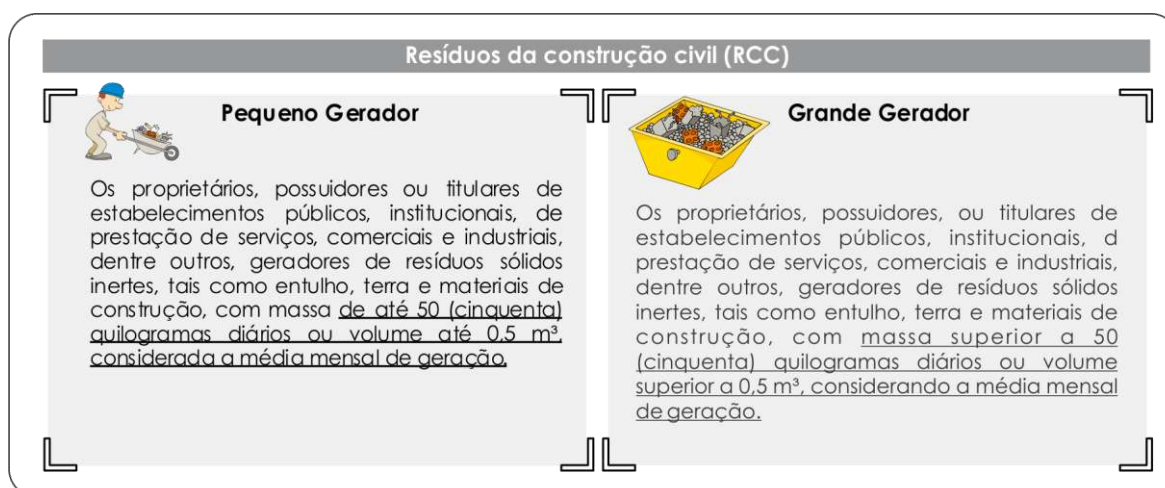 Resíduos da construção civil (RCC)
Pequeno Gerador
Os proprietários, possuidores ou titulares de
estabelecimentos públicos, institucionais, de
prestação de serviços, comerciais e industriais,
dentre outros, geradores de resíduos sólidos
inertes, tais como entulho, terra e materiais de
construção, com massa de até 50 (cinquenta)
quilogramas diários ou volume até 0,5 m³,
considerada a média mensal de geração.
Grande Gerador
Os proprietários, possuidores, ou titulares de
estabelecimentos públicos, institucionais, d
prestação de serviços, comerciais e industriais,
dentre outros, geradores de resíduos sólidos
inertes, tais como entulho, terra e materiais de
construção, com massa superior a 50
(cinquenta) quilogramas diários ou volume
superior a 0,5 m³, considerando a média mensal
de geração.